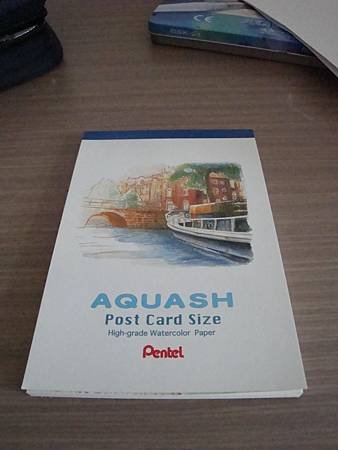 AQUASH
Post Card Size
High-grade Watercolor Paper
Pentel